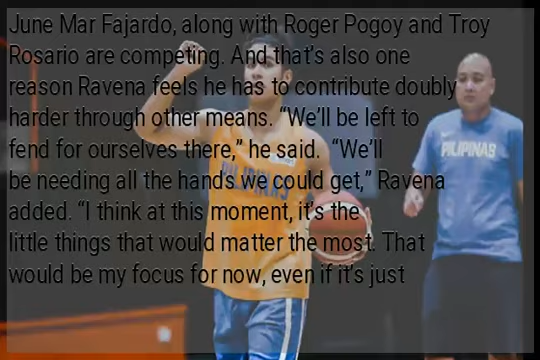 June Mar Fajardo, along with Roger Pogoy and Troy
Rosario are competing. And that's also one
reason Ravena feels he has to contribute doubly
harder through other means. “We’ll be left to
fend for ourselves there,” he said.  “We’ll
be needing all the hands we could get,” Ravena
added. “I think at this moment, it’s the
little things that would matter the most. That
would be my focus for now, even if it’s just
PILIPINAS
PILIPINAS